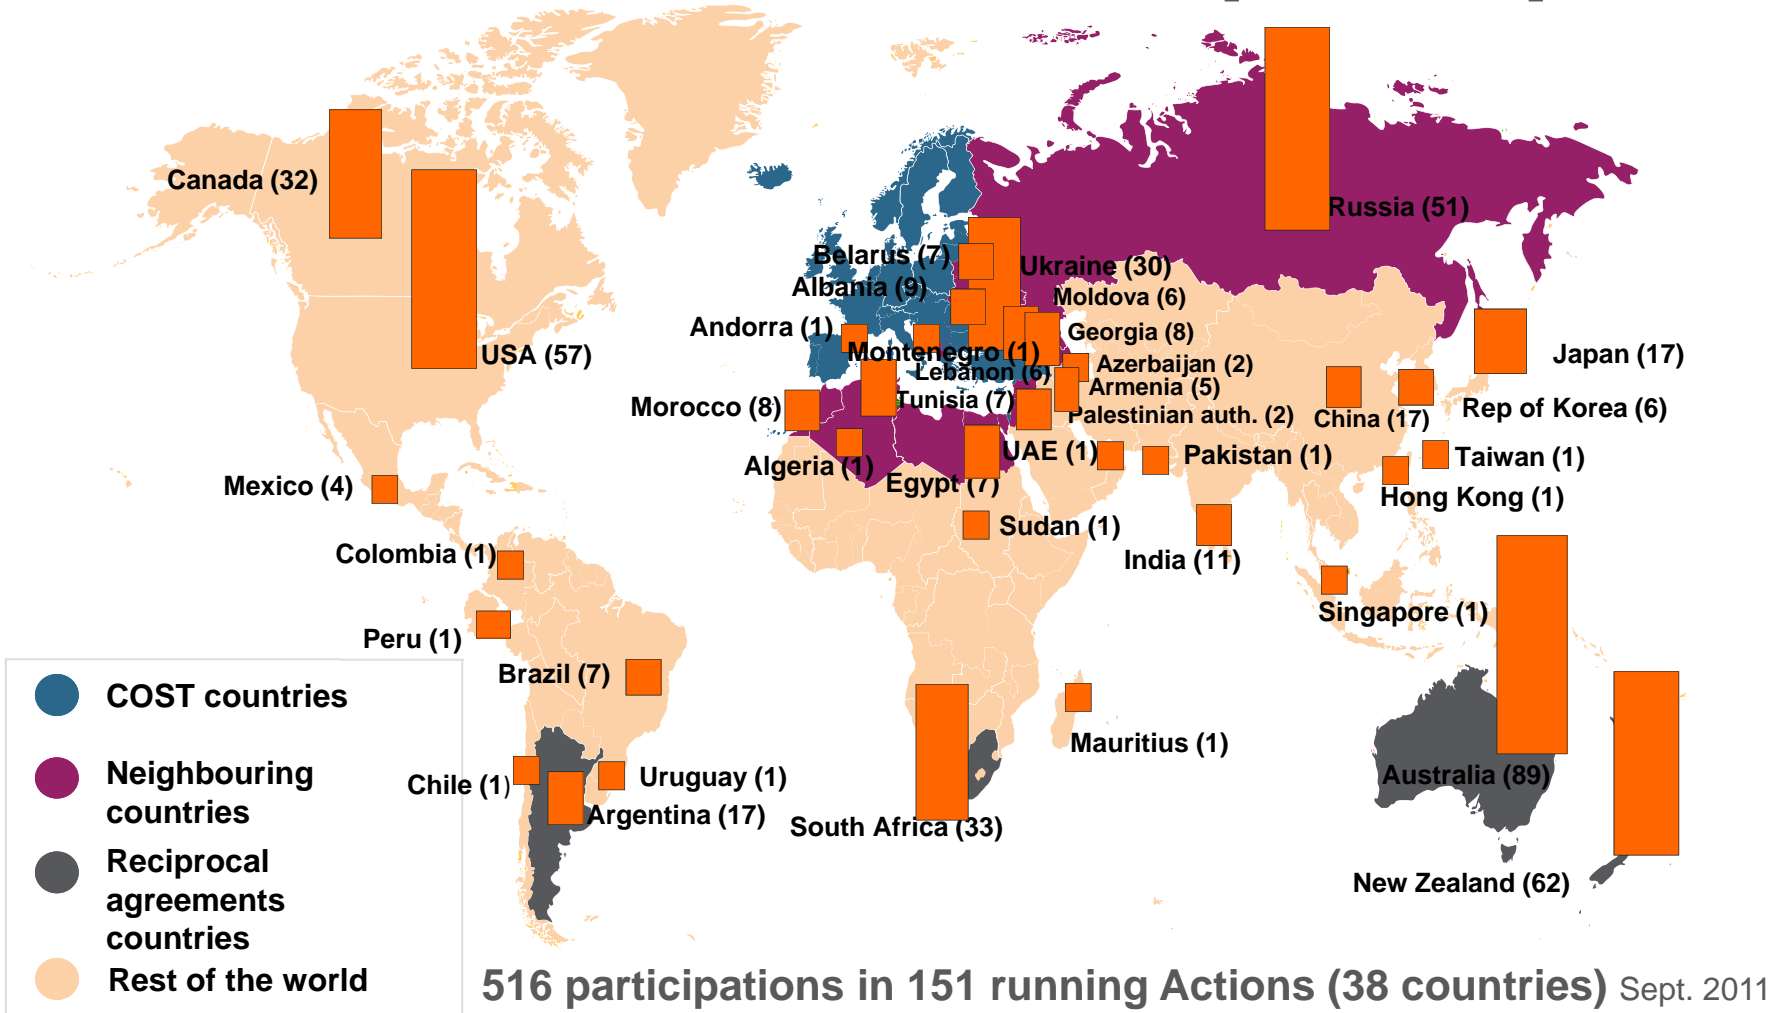 Canada (32)
Russia (51)
Belarus (7)
Ukraine (30)
Albania (9)
Moldova (6)
Andorra (1)
Georgia (8)
USA (57)
Montenegro (1)
Japan (17)
Lebanon (6)
Azerbaijan (2)
Armenia (5)
Morocco (8)
Tunisia (7)
Palestinian auth. (2)
China (17)
Rep of Korea (6)
Algeria (1)
UAE (1)
Pakistan (1)
Taiwan (1)
Mexico (4)
Egypt (7)
Hong Kong (1)
Sudan (1)
Colombia (1)
India (11)
Singapore (1)
Peru (1)
Brazil (7)
COST countries
Mauritius (1)
Neighbouring
countries
Chile (1)
Uruguay (1)
Australia (89)
Argentina (17)
South Africa (33)
Reciprocal
agreements
countries
New Zealand (62)
Rest of the world
516 participations in 151 running Actions (38 countries) Sept. 2011